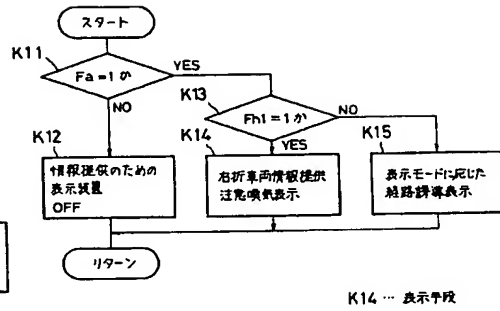 スタート
K11
Fa=1か
YES
NO
K13
Fh1=1か
NO
YES
K12
情報提供のための
表示装置
OFF
K14
右折車両情報提供
注意喚気表示
K15
表示モードに応じた
経路誘導表示
リターン
K14 … 表示手段